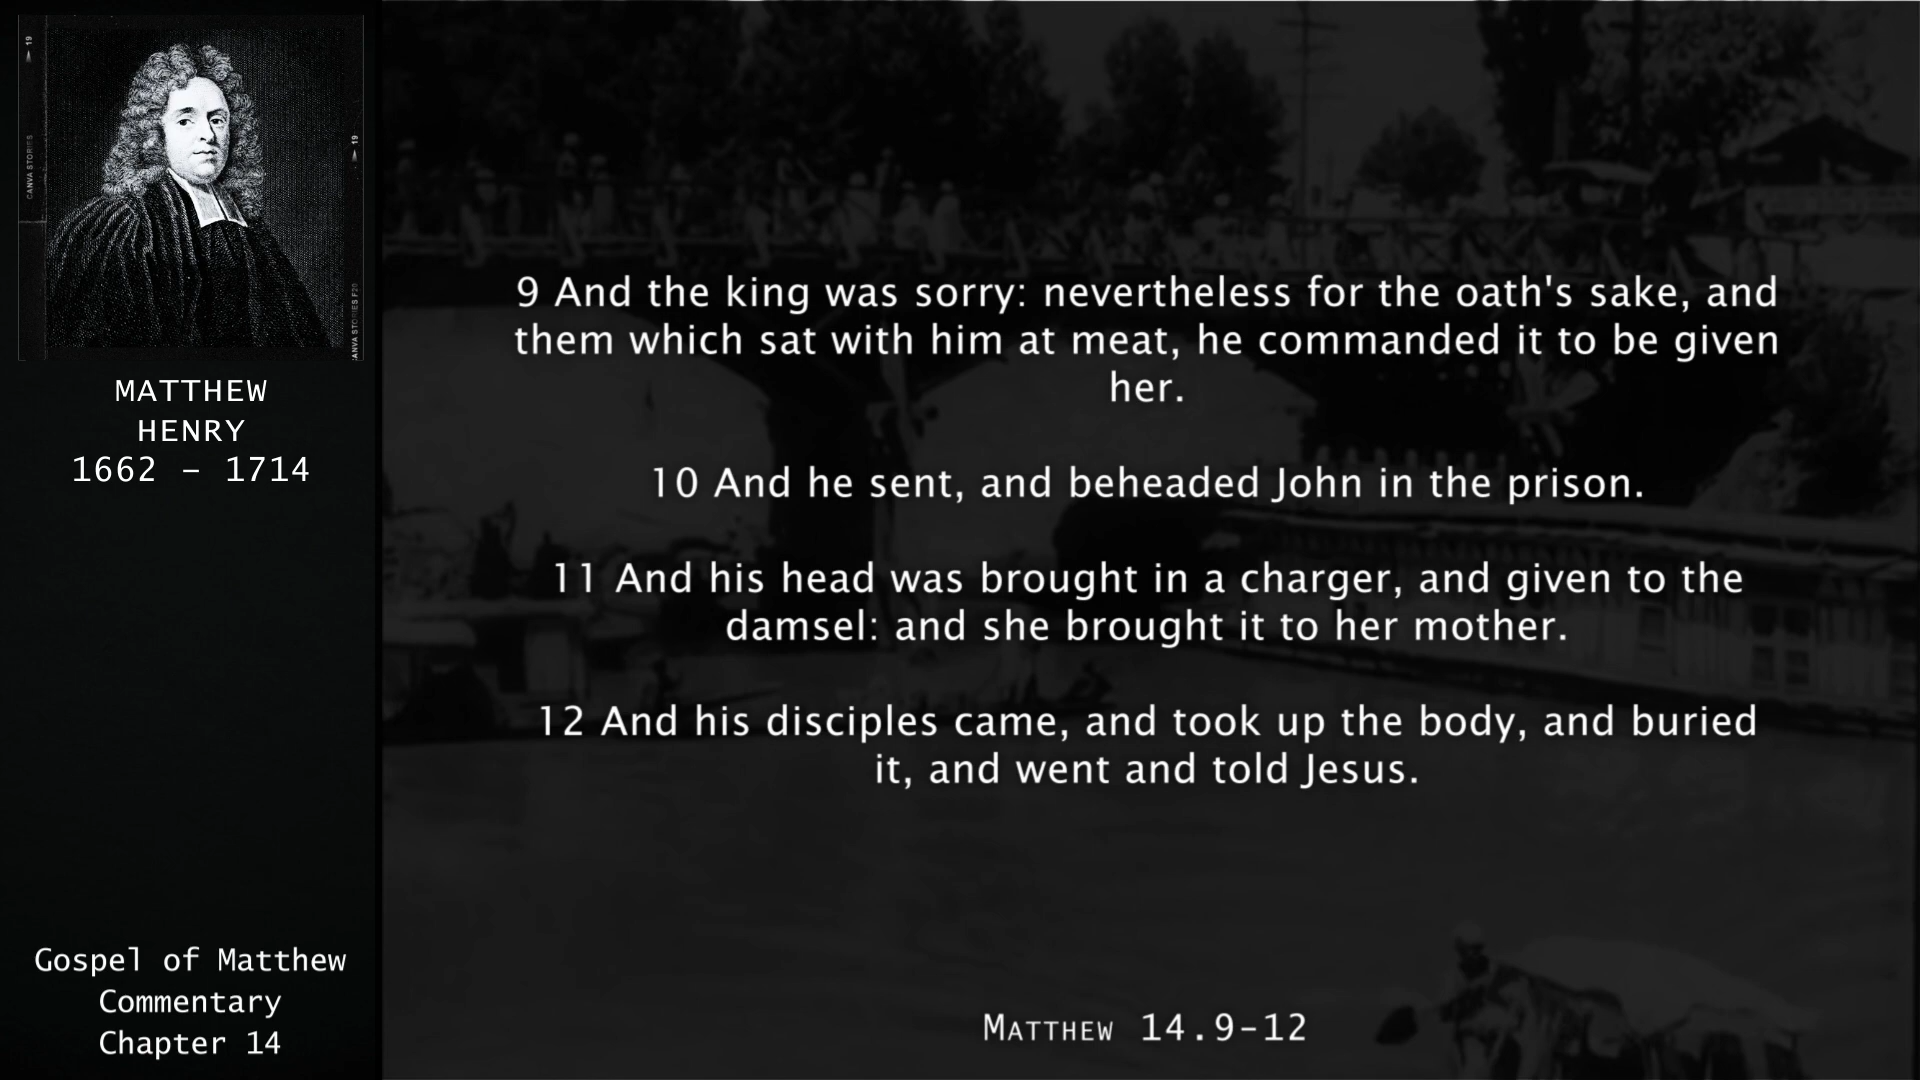 MATTHEW
HENRY
1662 – 1714
Gospel of Matthew
Commentary
Chapter 14
9 And the king was sorry: nevertheless for the oath's sake, and
them which sat with him at meat, he commanded it to be given
her.
10 And he sent, and beheaded John in the prison.
11 And his head was brought in a charger, and given to the
damsel: and she brought it to her mother.
12 And his disciples came, and took up the body, and buried
it, and went and told Jesus.
Matthew 14.9-12
19
CANVA STORIES
19